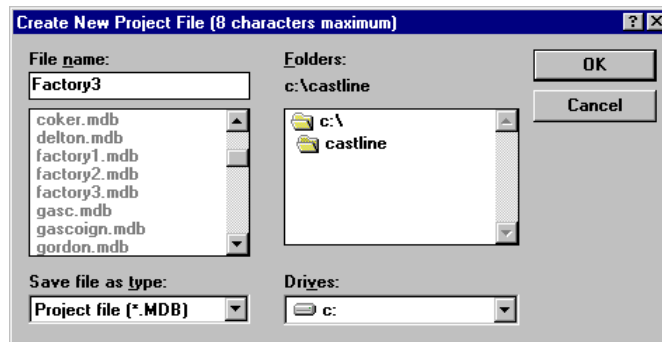 Create New Project File (8 characters maximum)
File name:
Factory3
coker.mdb
delton.mdb
factory1.mdb
factory2.mdb
factory3.mdb
gasc.mdb
gascoign.mdb
gordon.mdb
Save file as type:
Project file (*.MDB)
Folders:
c:\castline
c:\
castline
Drives:
c:
OK
Cancel